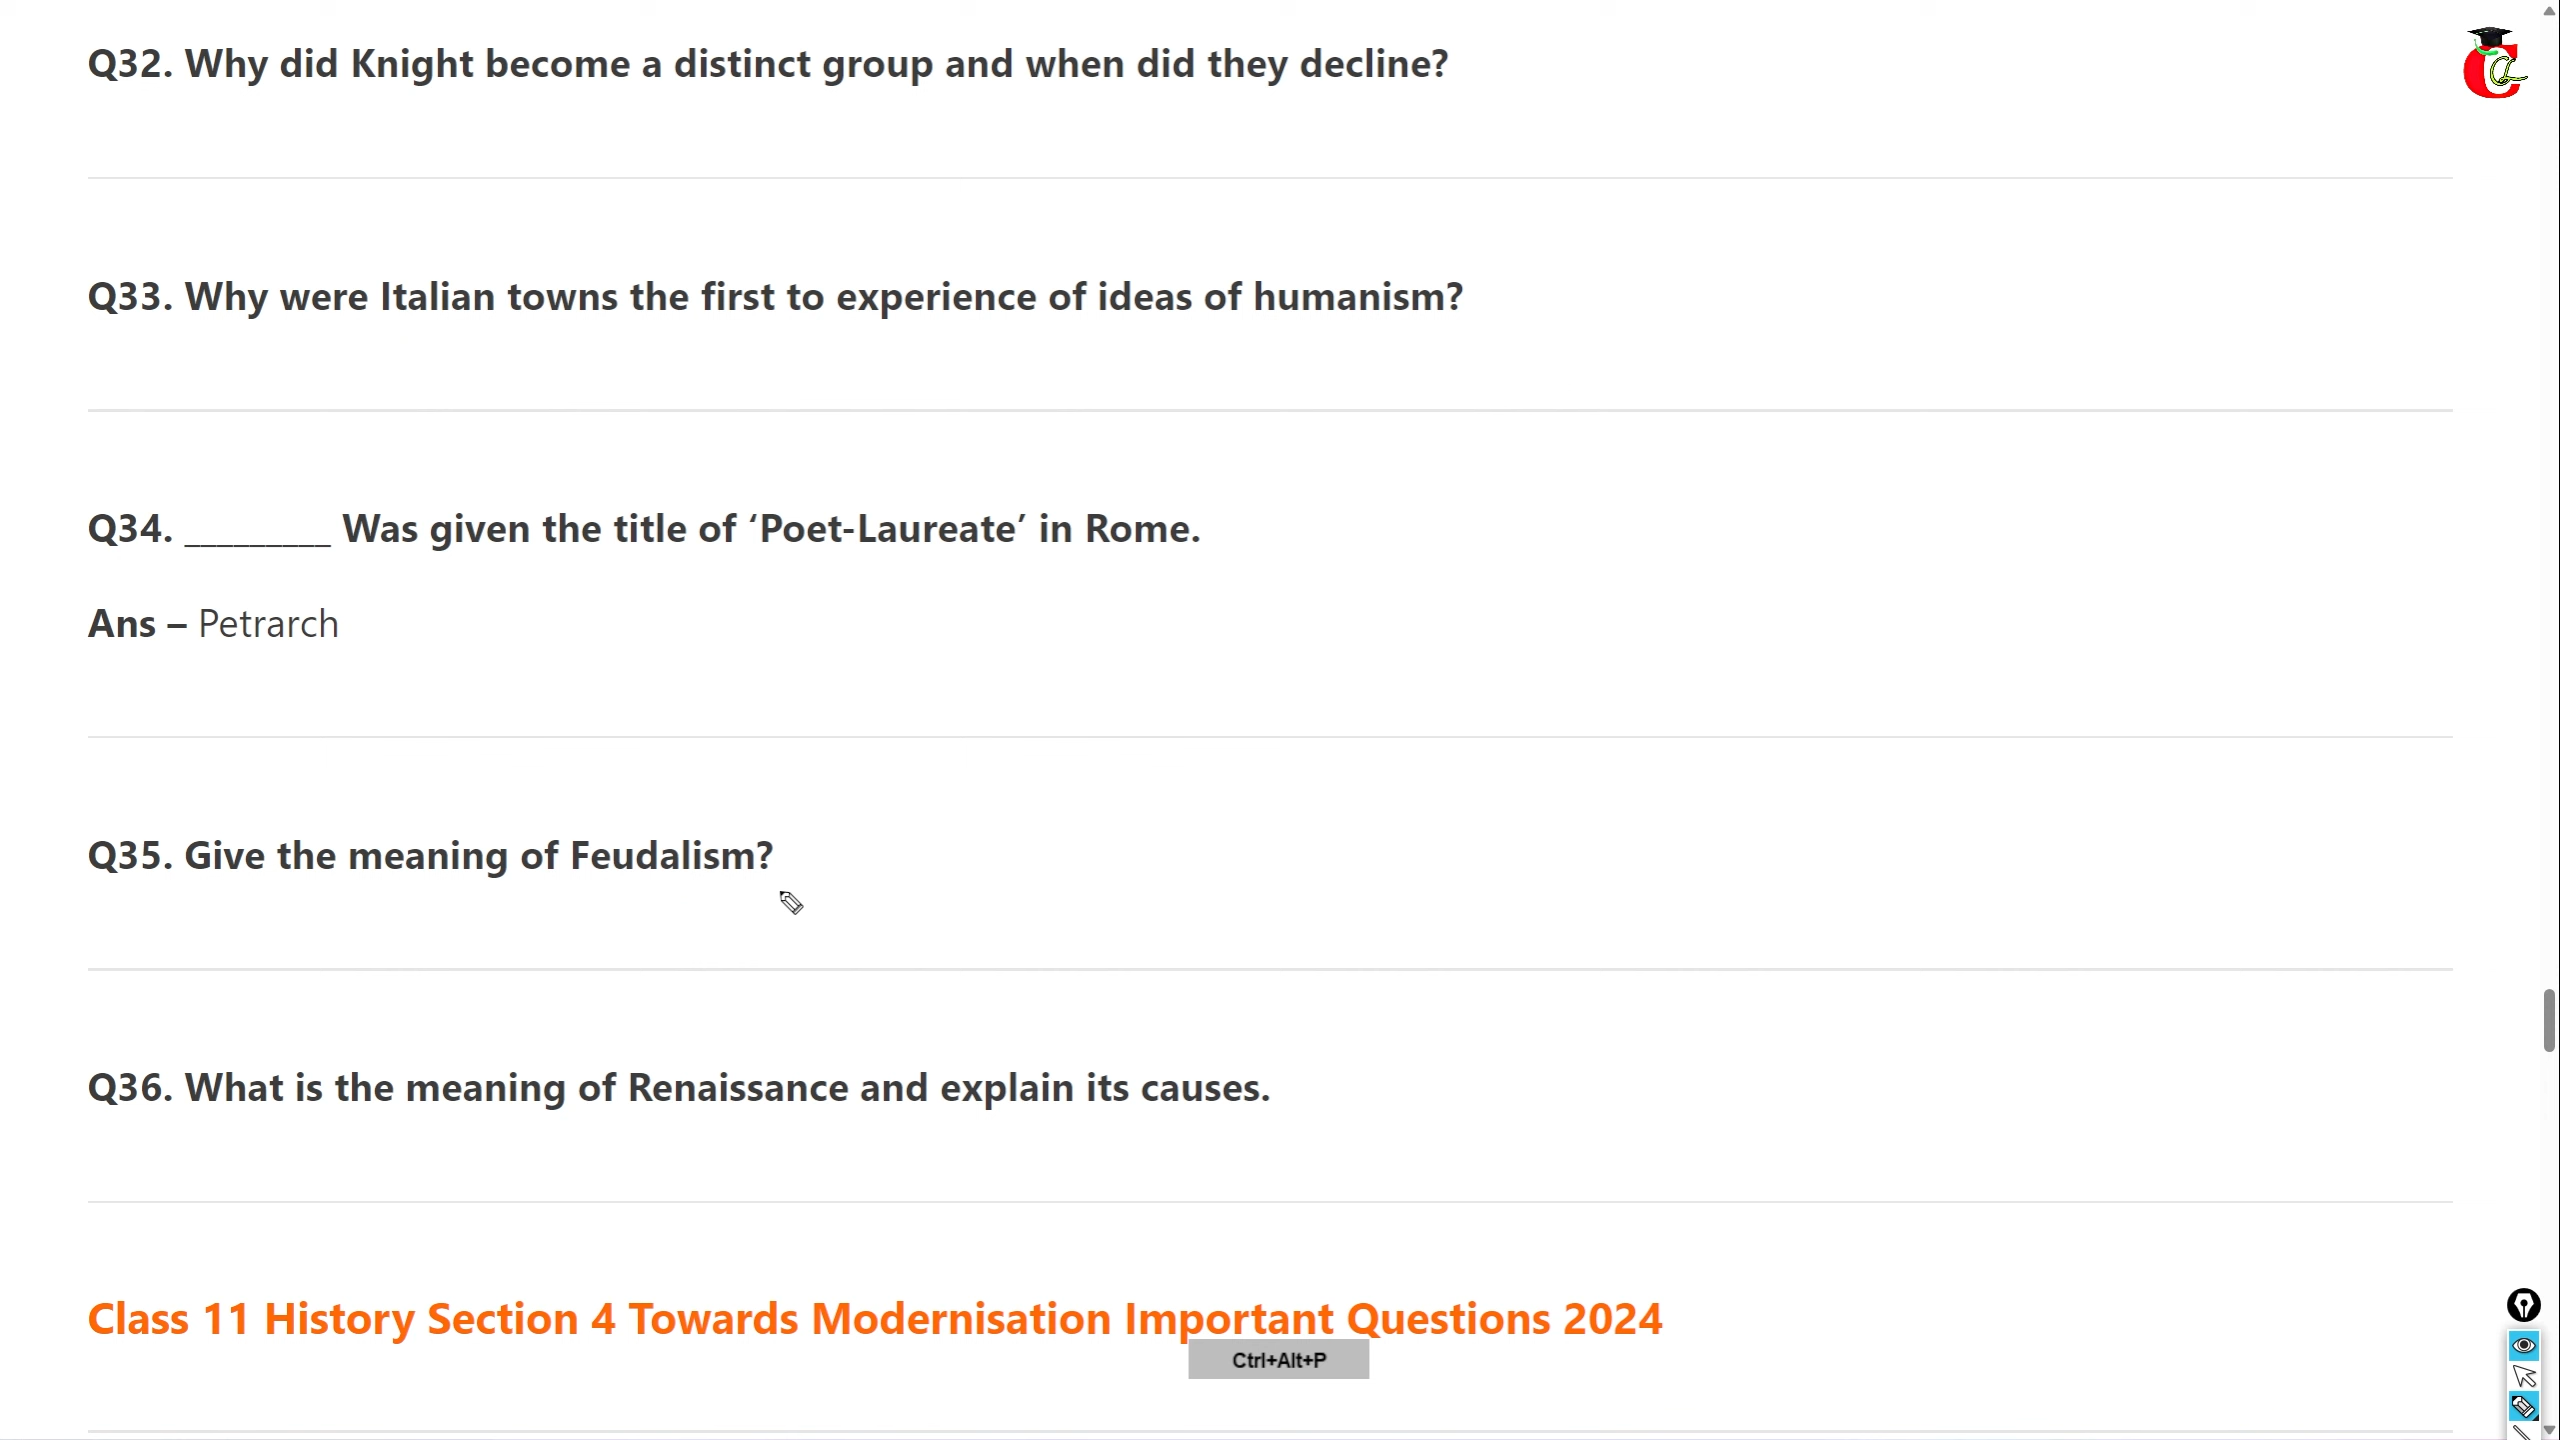 Q32. Why did Knight become a distinct group and when did they decline?
Q33. Why were Italian towns the first to experience of ideas of humanism?
Q34. _________ Was given the title of ‘Poet-Laureate’ in Rome.
Ans – Petrarch
Q35. Give the meaning of Feudalism?
Q36. What is the meaning of Renaissance and explain its causes.
Class 11 History Section 4 Towards Modernisation Important Questions 2024
Ctrl+Alt+P